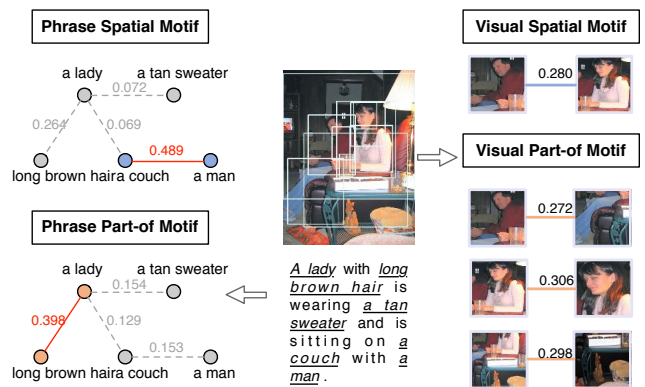 Phrase Spatial Motif
a lady a tan sweater
0.072
0.264
0.069
0.489
long brown hair a couch a man
Phrase Part-of Motif
a lady a tan sweater
0.154
0.398
0.129
0.153
long brown hair a couch a man
A lady with long
brown hair is
wearing a tan
sweater and is
sitting on a
couch with a
man.
Visual Spatial Motif
0.280
Visual Part-of Motif
0.272
0.306
0.298